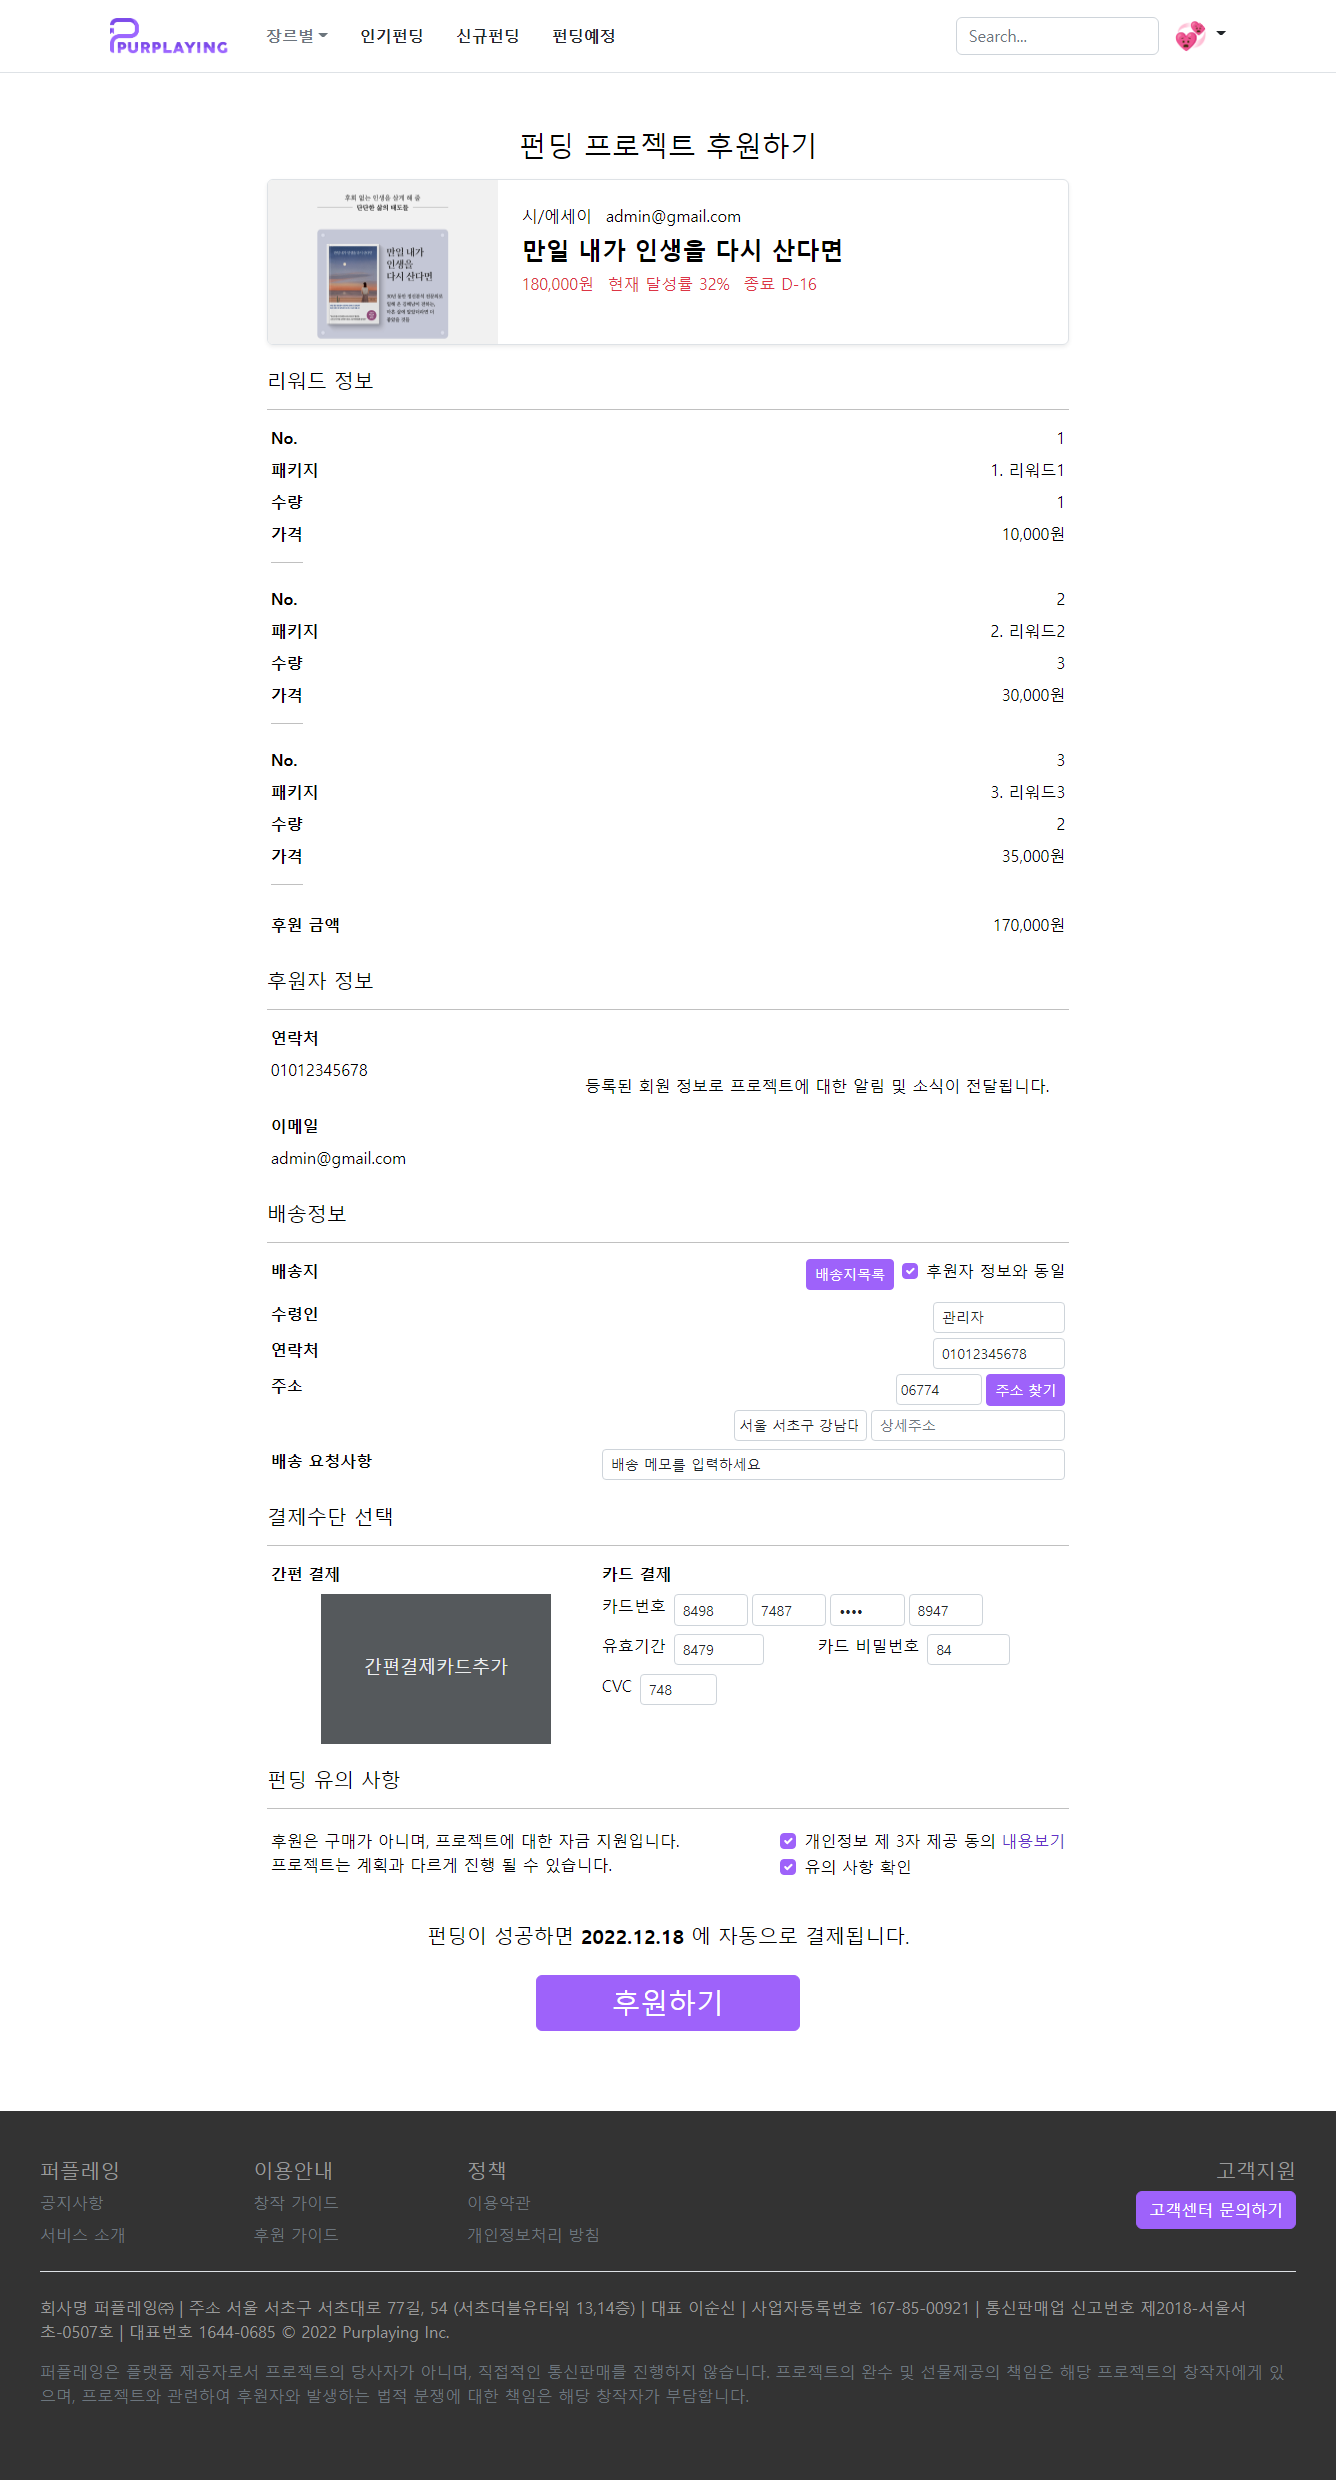 PURPLAYING 장르별 인기펀딩 신규펀딩 펀딩예정 Search...
펀딩 프로젝트 후원하기
후회 없는 인생을 살게 해 줄
단단한 삶의 태도들
만일 내가
인생을
다시 산다면
시/에세이 admin@gmail.com
만일 내가 인생을 다시 산다면
180,000원 현재 달성률 32% 종료 D-16
리워드 정보
No. 1
패키지 1. 리워드1
수량 1
가격 10,000원
No. 2
패키지 2. 리워드2
수량 3
가격 30,000원
No. 3
패키지 3. 리워드3
수량 2
가격 35,000원
후원 금액 170,000원
후원자 정보
연락처
01012345678
등록된 회원 정보로 프로젝트에 대한 알림 및 소식이 전달됩니다.
이메일
admin@gmail.com
배송정보
배송지 배송지목록 후원자 정보와 동일
수령인 관리자
연락처 01012345678
주소 06774 주소 찾기
서울 서초구 강남대 상세주소
배송 요청사항 배송 메모를 입력하세요
결제수단 선택
간편 결제 카드 결제
카드번호 8498 7487 •••• 8947
유효기간 8479 카드 비밀번호 84
간편결제카드추가
CVC 748
펀딩 유의 사항
후원은 구매가 아니며, 프로젝트에 대한 자금 지원입니다. 개인정보 제 3자 제공 동의 내용보기
프로젝트는 계획과 다르게 진행 될 수 있습니다. 유의 사항 확인
펀딩이 성공하면 2022.12.18 에 자동으로 결제됩니다.
후원하기
퍼플레잉 이용안내 정책 고객지원
공지사항 창작 가이드 이용약관 고객센터 문의하기
서비스 소개 후원 가이드 개인정보처리 방침
회사명 퍼플레잉㈜ | 주소 서울 서초구 서초대로 77길, 54 (서초더블유타워 13,14층) | 대표 이순신 | 사업자등록번호 167-85-00921 | 통신판매업 신고번호 제2018-서울서
초-0507호 | 대표번호 1644-0685 © 2022 Purplaying Inc.
퍼플레잉은 플랫폼 제공자로서 프로젝트의 당사자가 아니며, 직접적인 통신판매를 진행하지 않습니다. 프로젝트의 완수 및 선물제공의 책임은 해당 프로젝트의 창작자에게 있
으며, 프로젝트와 관련하여 후원자와 발생하는 법적 분쟁에 대한 책임은 해당 창작자가 부담합니다.